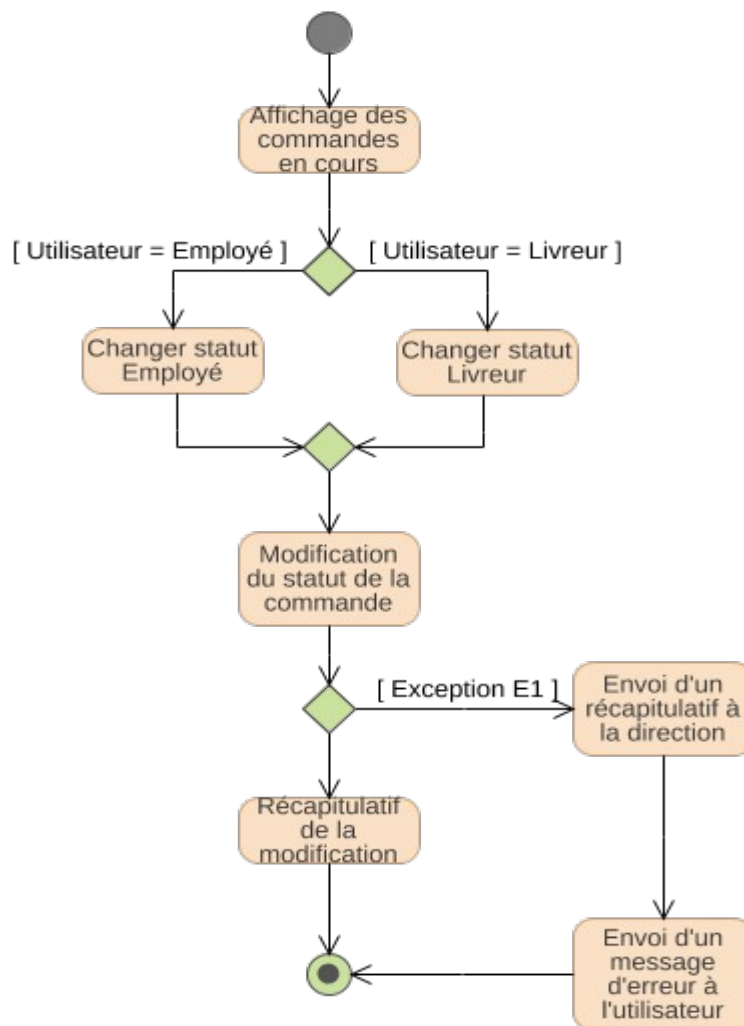 Affichage des
commandes
en cours
[ Utilisateur = Employé ]
[ Utilisateur = Livreur ]
Changer statut
Employé
Changer statut
Livreur
Modification
du statut de la
commande
[ Exception E1 ]
Envoi d'un
récapitulatif à
la direction
Récapitulatif
de la
modification
Envoi d'un
message
d'erreur à
l'utilisateur